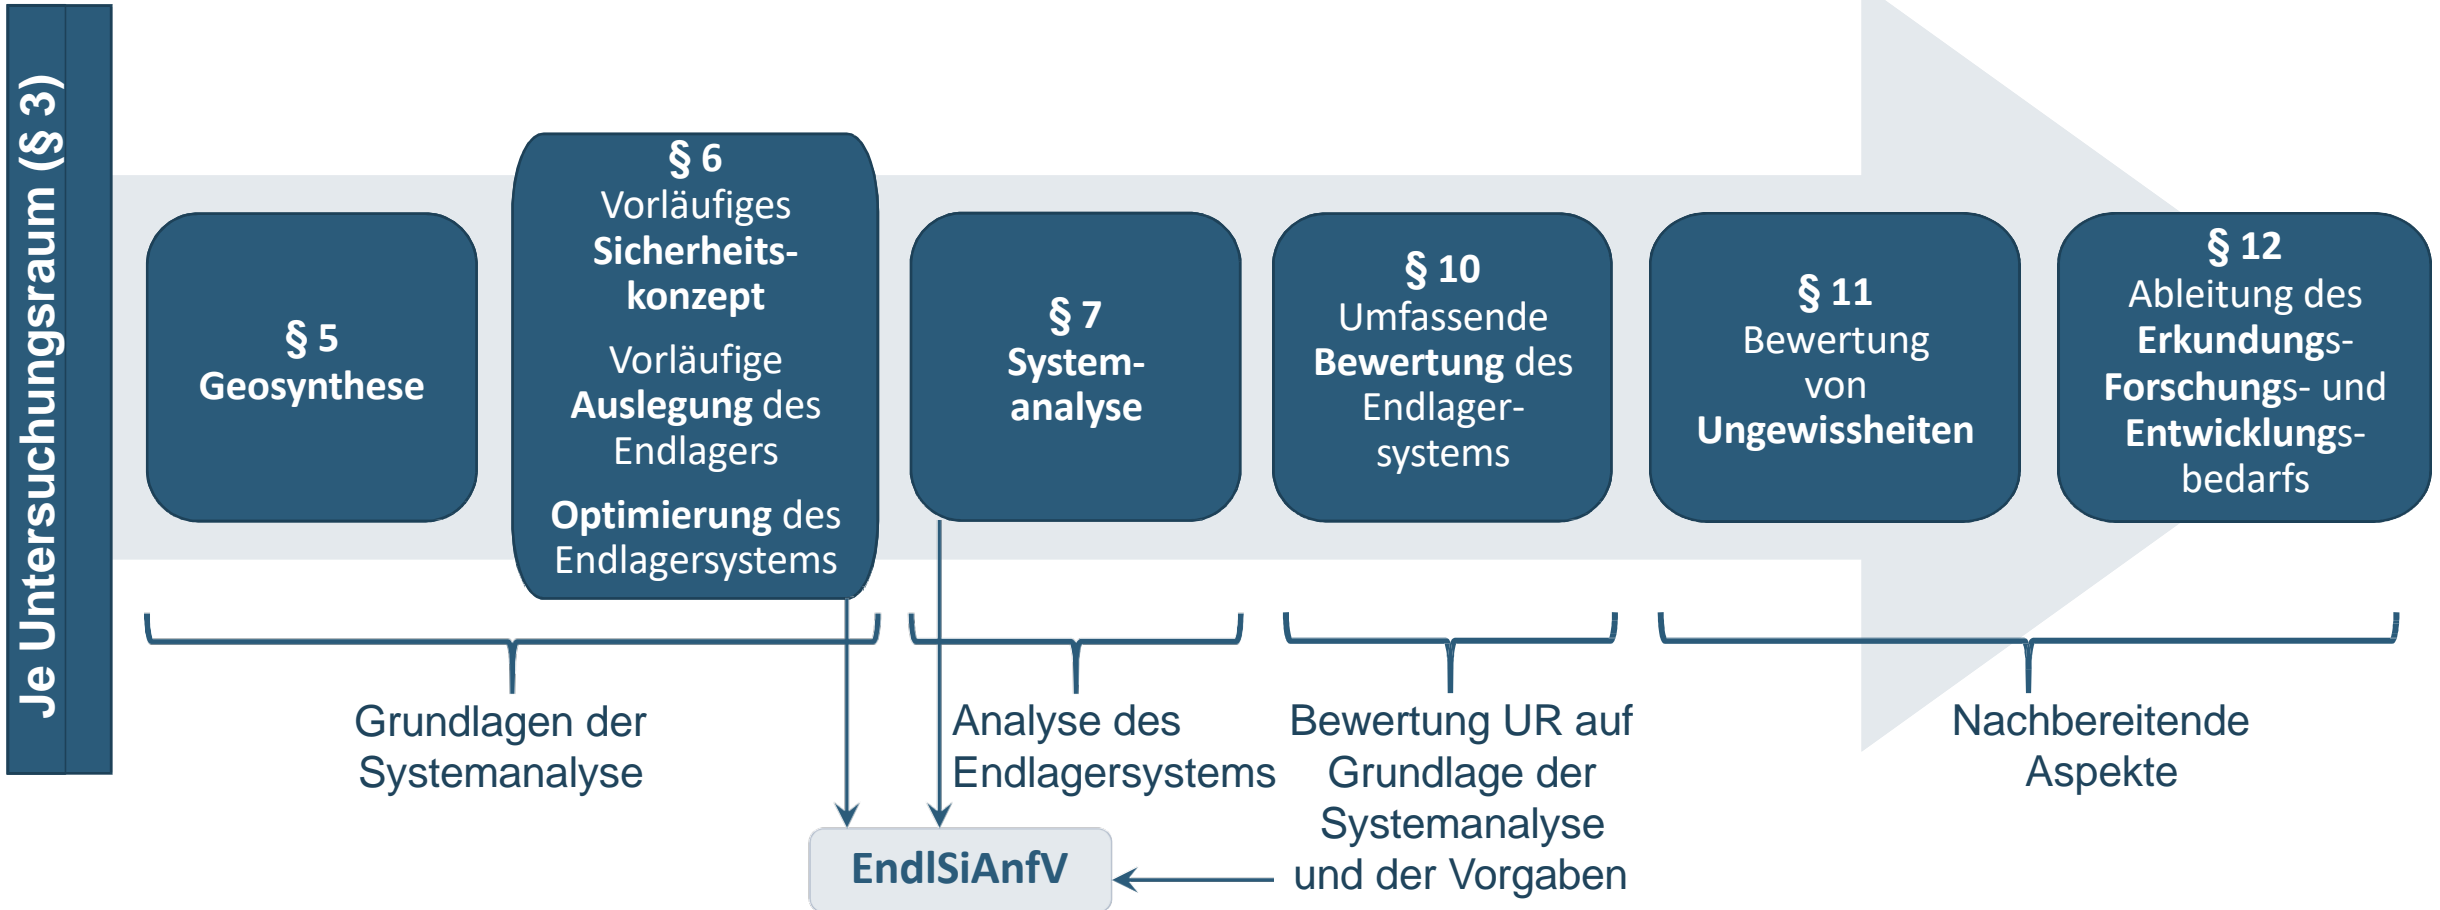 Je Untersuchungsraum (§ 3)
§ 5
Geosynthese
§ 6
Vorläufiges
Sicherheits-
konzept
Vorläufige
Auslegung des
Endlagers
Optimierung des
Endlagersystems
§ 7
System-
analyse
§ 10
Umfassende
Bewertung des
Endlager-
systems
§ 11
Bewertung
von
Ungewissheiten
§ 12
Ableitung des
Erkundungs-
Forschungs- und
Entwicklungs-
bedarfs
Grundlagen der
Systemanalyse
Analyse des
Endlagersystems
Bewertung UR auf
Grundlage der
Systemanalyse
und der Vorgaben
Nachbereitende
Aspekte
EndlSiAnfV